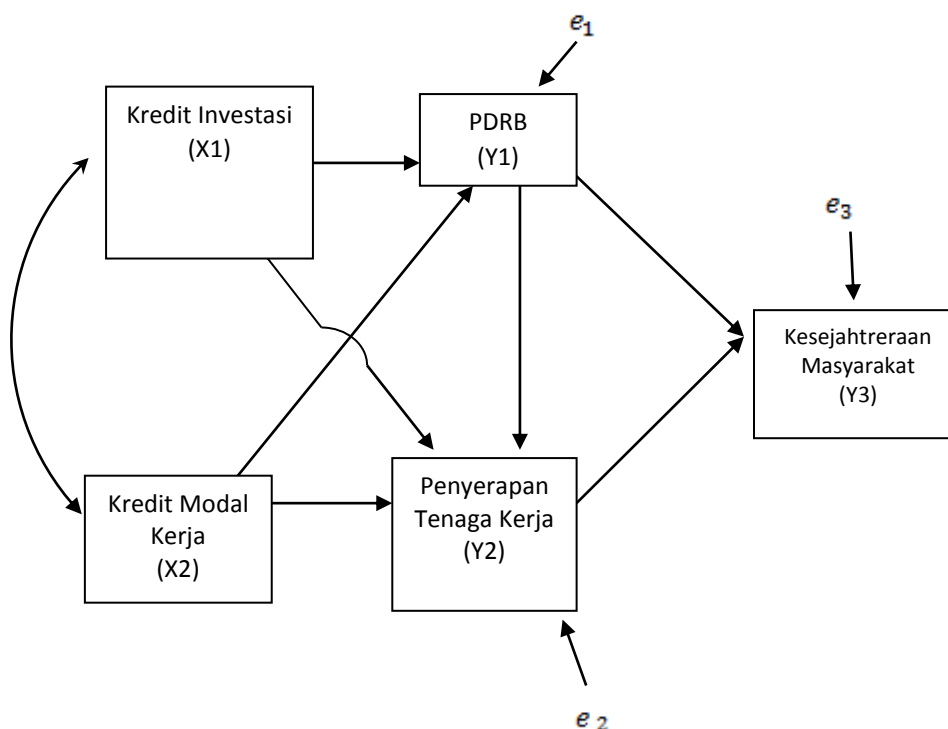 e1
Kredit Investasi
(X1)
PDRB
(Y1)
e3
Kesejahtreraan
Masyarakat
(Y3)
Kredit Modal
Kerja
(X2)
Penyerapan
Tenaga Kerja
(Y2)
e2